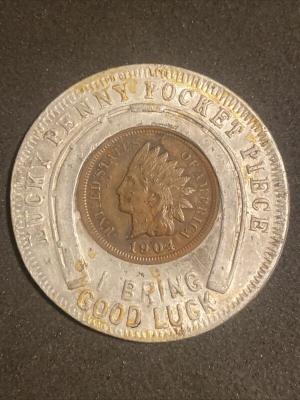 LUCKY PENNY POCKET PIECE
UNITED STATES OF AMERICA
1904
I BRING
GOOD LUCK